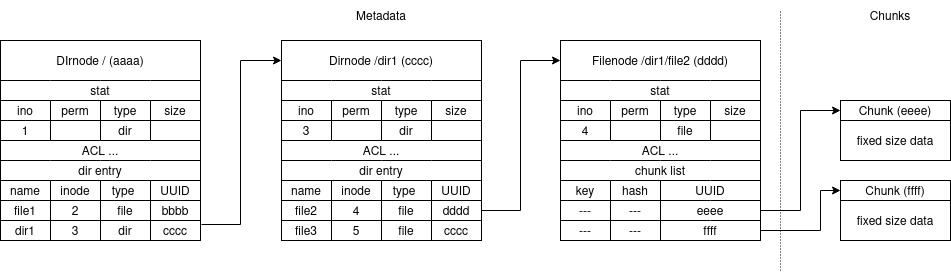 Metadata
Chunks
DIrnode / (aaaa)
stat
ino perm type size
1 dir
ACL ...
dir entry
name inode type UUID
file1 2 file bbbb
dir1 3 dir cccc
Dirnode /dir1 (cccc)
stat
ino perm type size
3 dir
ACL ...
dir entry
name inode type UUID
file2 4 file dddd
file3 5 file cccc
Filenode /dir1/file2 (dddd)
stat
ino perm type size
4 file
ACL ...
chunk list
key hash UUID
--- --- eeee
--- --- ffff
Chunk (eeee)
fixed size data
Chunk (ffff)
fixed size data